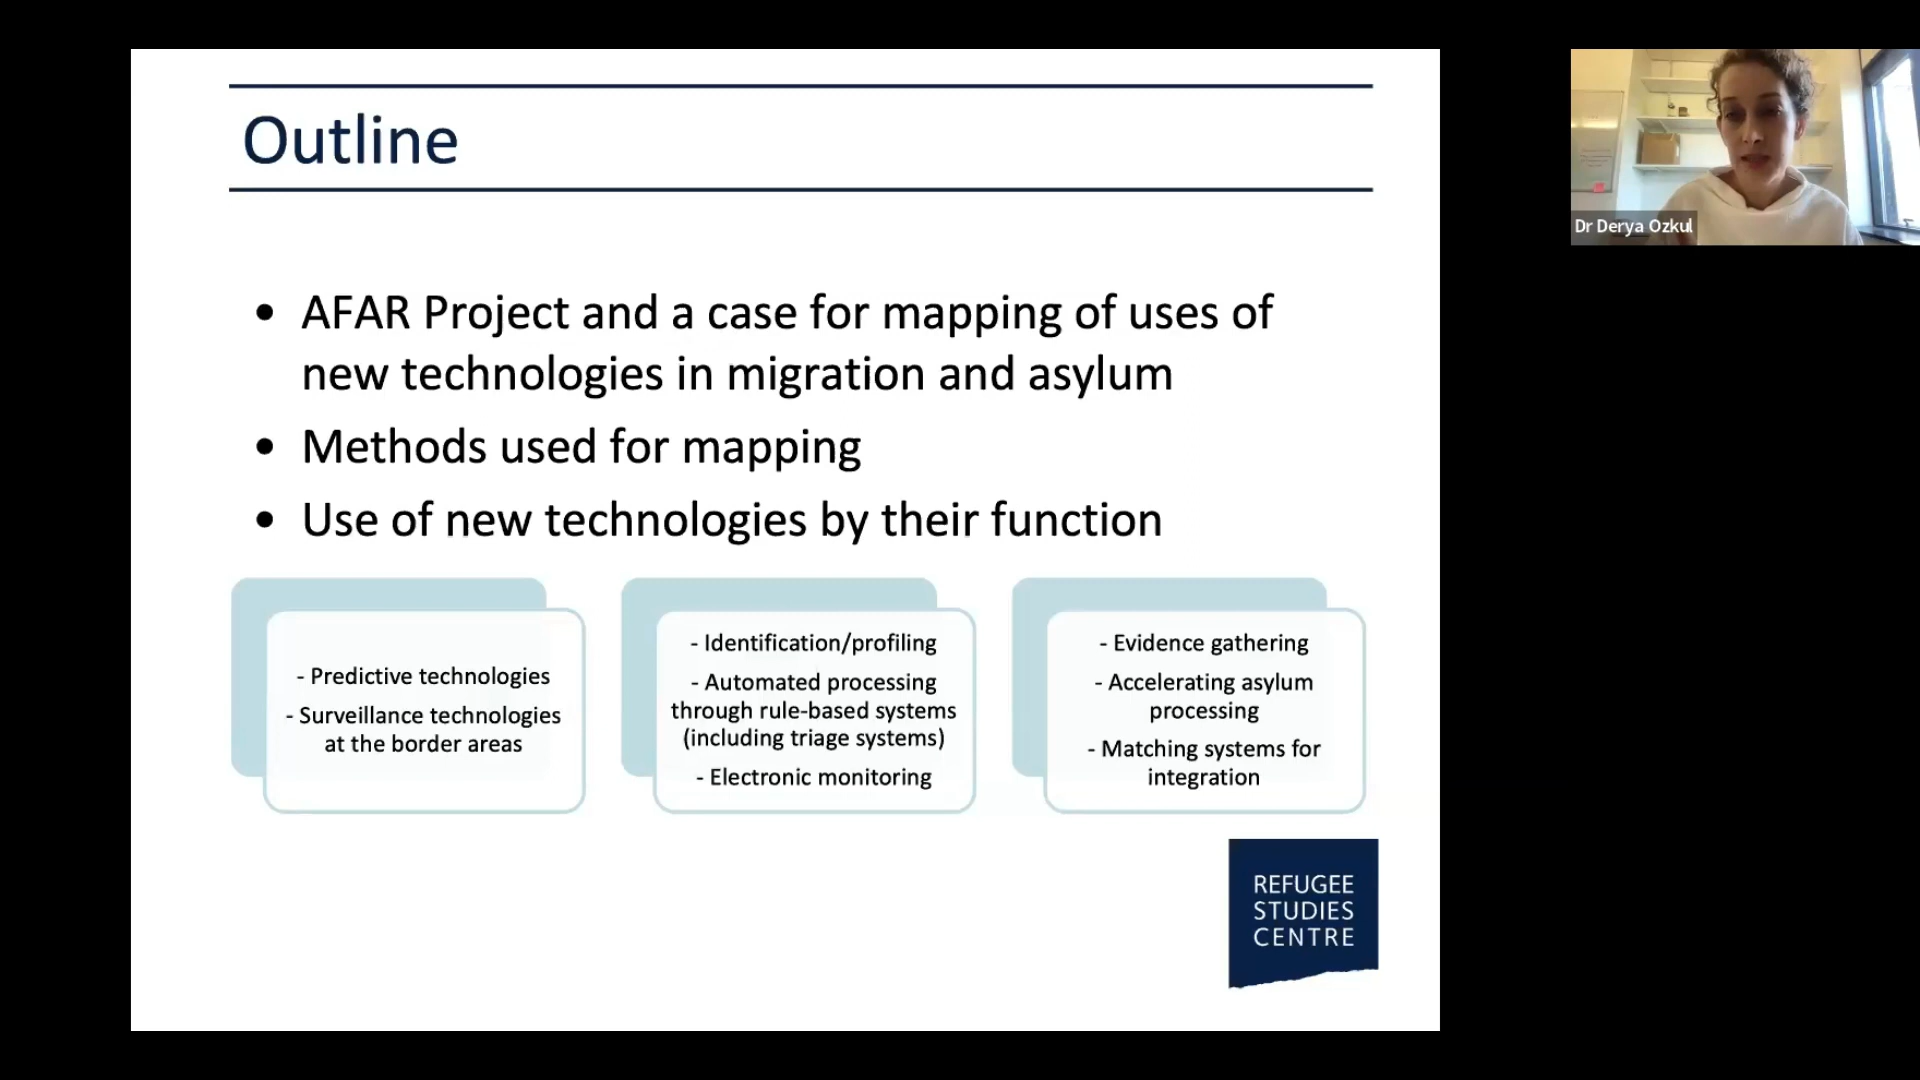 Outline
• AFAR Project and a case for mapping of uses of
new technologies in migration and asylum
• Methods used for mapping
• Use of new technologies by their function
- Predictive technologies
- Surveillance technologies
at the border areas
- Identification/profiling
- Automated processing
through rule-based systems
(including triage systems)
- Electronic monitoring
- Evidence gathering
- Accelerating asylum
processing
- Matching systems for
integration
REFUGEE
STUDIES
CENTRE
Dr Derya Ozkul